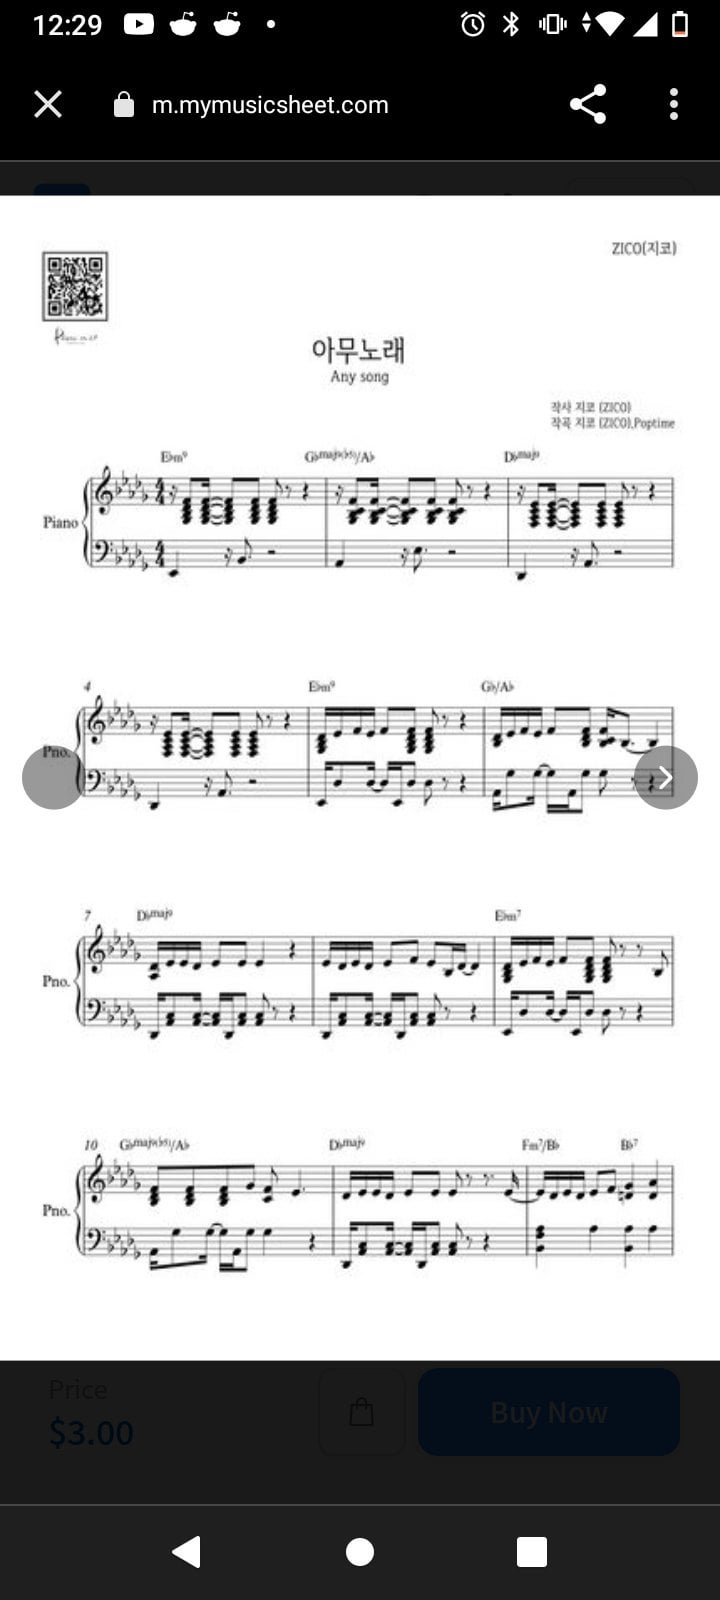 12:29
m.mymusicsheet.com
ZICO(지코)
아무노래
Any song
작사 지코 (ZICO)
작곡 지코 (ZICO),Poptime
E♭m⁹ G♭maj⁹(♭⁵)/A♭ D♭maj⁹
Piano
4 E♭m⁹ G♭/A♭
Pno.
7 D♭maj⁹ E♭m⁷
Pno.
10 G♭maj⁹(♭⁵)/A♭ D♭maj⁹ Fm⁷/B♭ B♭⁷
Pno.
Price
$3.00
Buy Now